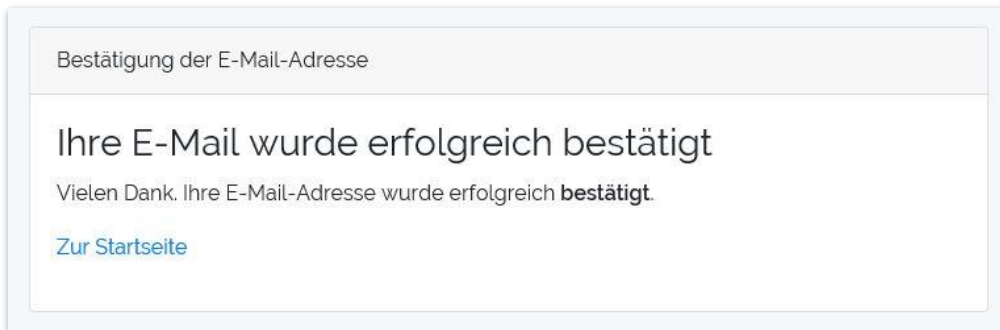 Bestätigung der E-Mail-Adresse
Ihre E-Mail wurde erfolgreich bestätigt
Vielen Dank. Ihre E-Mail-Adresse wurde erfolgreich bestätigt.
Zur Startseite